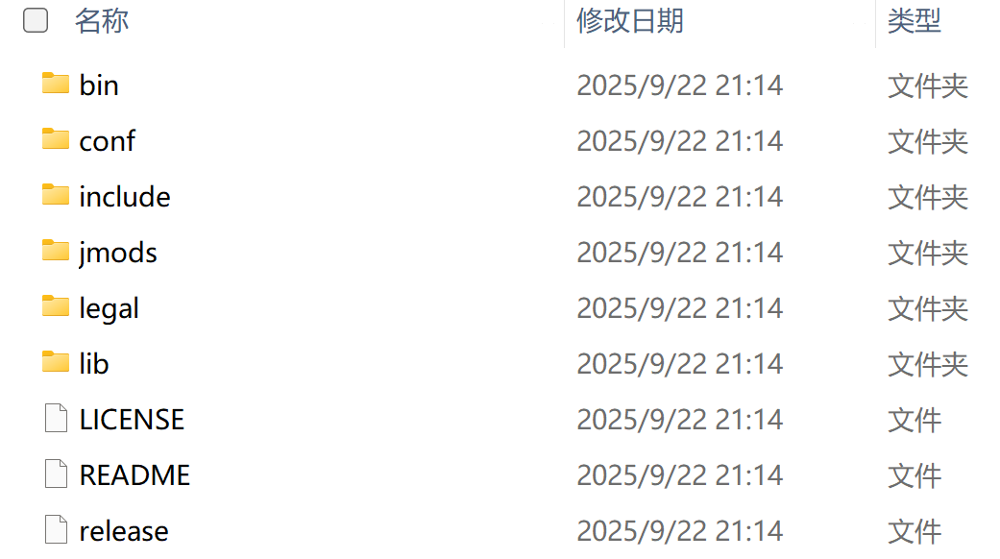 名称 修改日期 类型
bin 2025/9/22 21:14 文件夹
conf 2025/9/22 21:14 文件夹
include 2025/9/22 21:14 文件夹
jmods 2025/9/22 21:14 文件夹
legal 2025/9/22 21:14 文件夹
lib 2025/9/22 21:14 文件夹
LICENSE 2025/9/22 21:14 文件
README 2025/9/22 21:14 文件
release 2025/9/22 21:14 文件